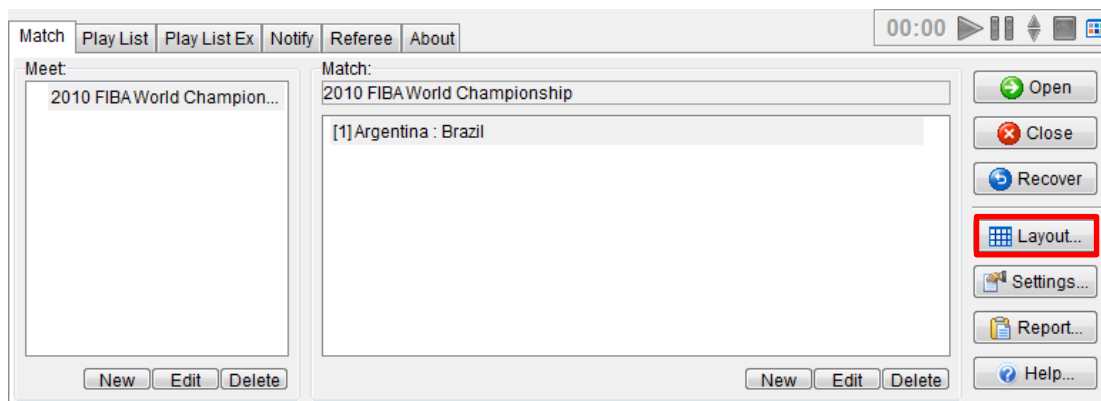 Match Play List Play List Ex Notify Referee About 00:00
Meet: Match:
2010 FIBA World Champion... 2010 FIBA World Championship
[1] Argentina : Brazil
Open
Close
Recover
Layout...
Settings...
Report...
Help...
New Edit Delete New Edit Delete